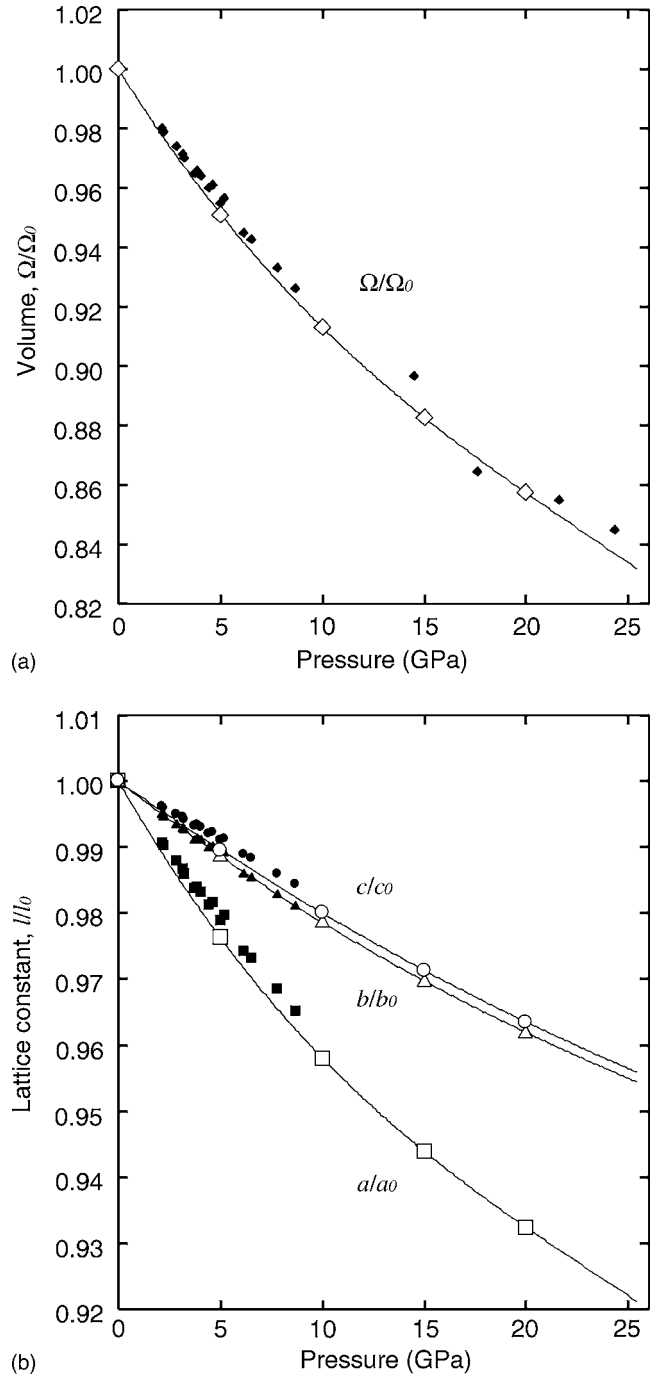 1.02
1.00
0.98
0.96
0.94
0.92
0.90
0.88
0.86
0.84
0.82
Volume, Ω/Ω0
Ω/Ω0
0 5 10 15 20 25
Pressure (GPa)
(a)
1.01
1.00
0.99
0.98
0.97
0.96
0.95
0.94
0.93
0.92
Lattice constant, l/l0
c/c0
b/b0
a/a0
0 5 10 15 20 25
Pressure (GPa)
(b)